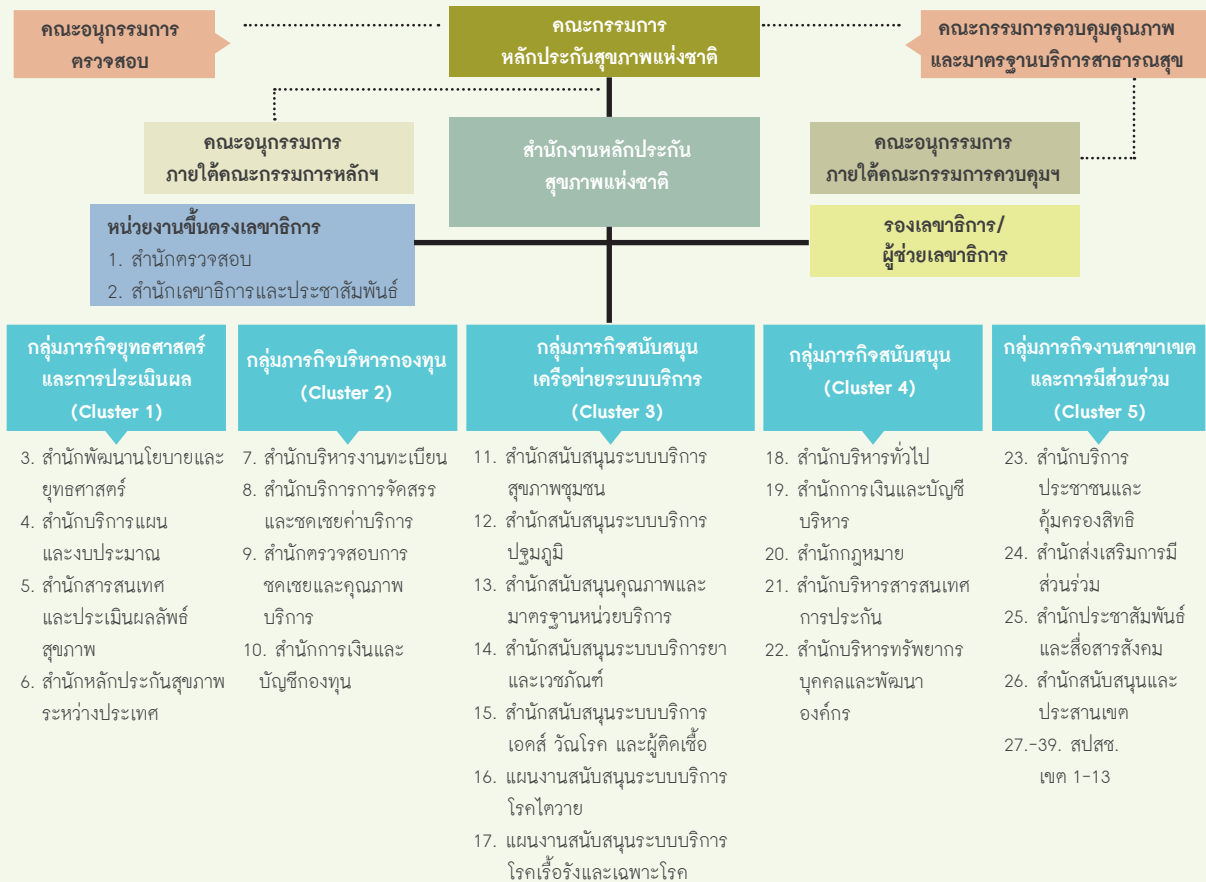 คณะอนุกรรมการ
ตรวจสอบ
คณะกรรมการ
หลักประกันสุขภาพแห่งชาติ
คณะกรรมการควบคุมคุณภาพ
และมาตรฐานบริการสาธารณสุข
คณะอนุกรรมการ
ภายใต้คณะกรรมการหลักฯ
สำนักงานหลักประกัน
สุขภาพแห่งชาติ
คณะอนุกรรมการ
ภายใต้คณะกรรมการควบคุมฯ
หน่วยงานขึ้นตรงเลขาธิการ
1. สำนักตรวจสอบ
2. สำนักเลขาธิการและประชาสัมพันธ์
รองเลขาธิการ/
ผู้ช่วยเลขาธิการ
กลุ่มภารกิจยุทธศาสตร์
และการประเมินผล
(Cluster 1)
3. สำนักพัฒนานโยบายและ
ยุทธศาสตร์
4. สำนักบริการแผน
และงบประมาณ
5. สำนักสารสนเทศ
และประเมินผลลัพธ์
สุขภาพ
6. สำนักหลักประกันสุขภาพ
ระหว่างประเทศ
กลุ่มภารกิจบริหารกองทุน
(Cluster 2)
7. สำนักบริหารงานทะเบียน
8. สำนักบริการการจัดสรร
และชดเชยค่าบริการ
9. สำนักตรวจสอบการ
ชดเชยและคุณภาพ
บริการ
10. สำนักการเงินและ
บัญชีกองทุน
กลุ่มภารกิจสนับสนุน
เครือข่ายระบบบริการ
(Cluster 3)
11. สำนักสนับสนุนระบบบริการ
สุขภาพชุมชน
12. สำนักสนับสนุนระบบบริการ
ปฐมภูมิ
13. สำนักสนับสนุนคุณภาพและ
มาตรฐานหน่วยบริการ
14. สำนักสนับสนุนระบบบริการยา
และเวชภัณฑ์
15. สำนักสนับสนุนระบบบริการ
เอดส์ วัณโรค และผู้ติดเชื้อ
16. แผนงานสนับสนุนระบบบริการ
โรคไตวาย
17. แผนงานสนับสนุนระบบบริการ
โรคเรื้อรังและเฉพาะโรค
กลุ่มภารกิจสนับสนุน
(Cluster 4)
18. สำนักบริหารทั่วไป
19. สำนักการเงินและบัญชี
บริหาร
20. สำนักกฎหมาย
21. สำนักบริหารสารสนเทศ
การประกัน
22. สำนักบริหารทรัพยากร
บุคคลและพัฒนา
องค์กร
กลุ่มภารกิจงานสาขาเขต
และการมีส่วนร่วม
(Cluster 5)
23. สำนักบริการ
ประชาชนและ
คุ้มครองสิทธิ
24. สำนักส่งเสริมการมี
ส่วนร่วม
25. สำนักประชาสัมพันธ์
และสื่อสารสังคม
26. สำนักสนับสนุนและ
ประสานเขต
27.-39. สปสช.
เขต 1-13